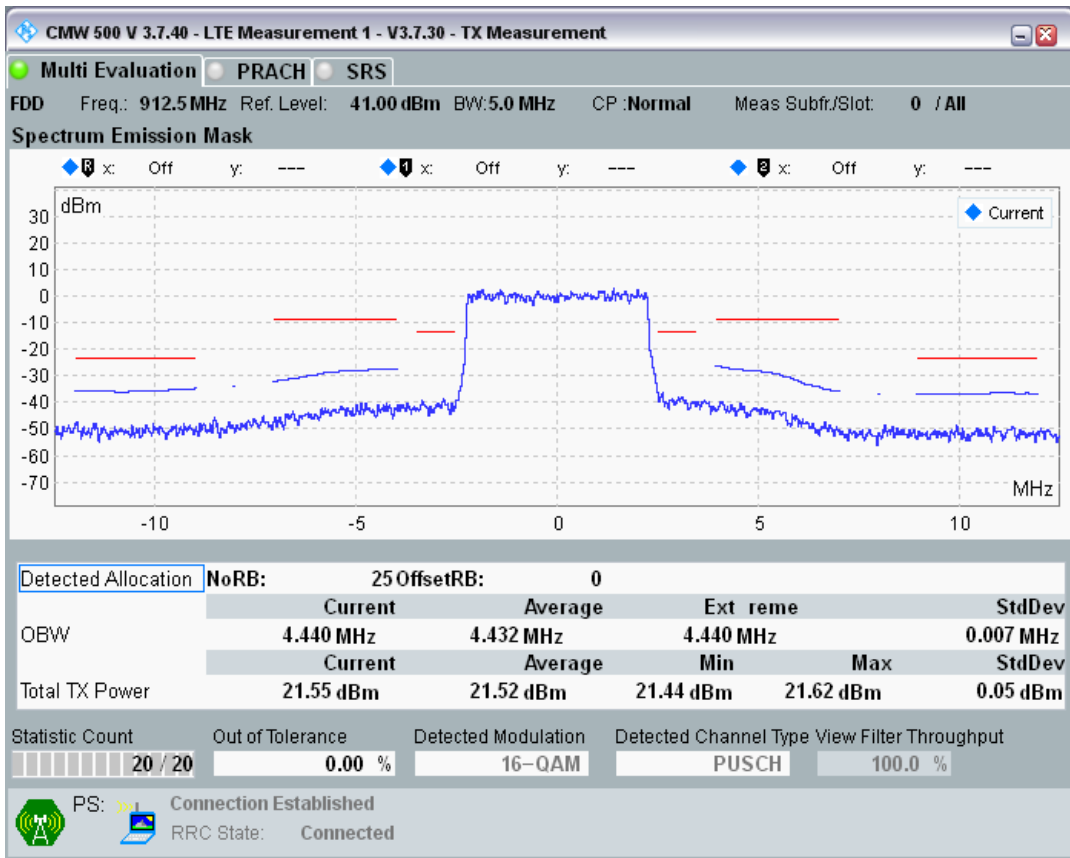 CMW 500 V 3.7.40 - LTE Measurement 1 - V3.7.30 - TX Measurement
Multi Evaluation PRACH SRS
FDD Freq.: 912.5 MHz Ref. Level: 41.00 dBm BW:5.0 MHz CP :Normal Meas Subfr./Slot: 0 / All
Spectrum Emission Mask
R x: Off y: --- 1 x: Off y: --- 2 x: Off y: ---
dBm
Current
30
20
10
0
-10
-20
-30
-40
-50
-60
-70
MHz
-10 -5 0 5 10
Detected Allocation NoRB: 25 OffsetRB: 0
Current Average Ext reme StdDev
OBW 4.440 MHz 4.432 MHz 4.440 MHz 0.007 MHz
Current Average Min Max StdDev
Total TX Power 21.55 dBm 21.52 dBm 21.44 dBm 21.62 dBm 0.05 dBm
Statistic Count Out of Tolerance Detected Modulation Detected Channel Type View Filter Throughput
20 / 20 0.00 % 16-QAM PUSCH 100.0 %
PS: Connection Established
RRC State: Connected